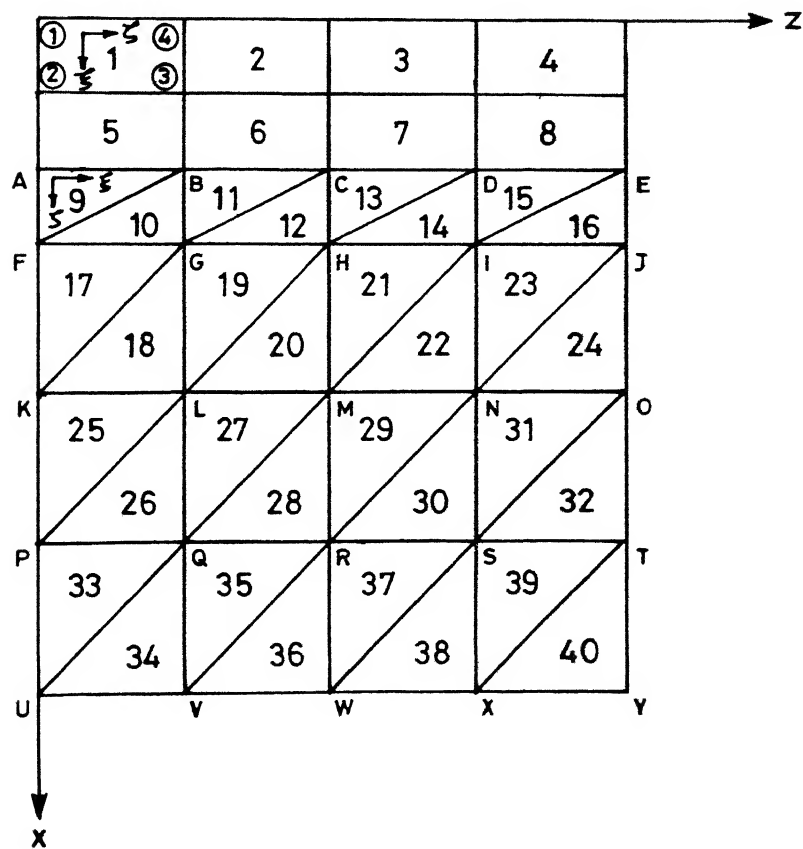 ① ζ ④ Z
1 2 3 4
② ξ ③
5 6 7 8
A ξ B C D E
9 11 13 15
ζ 10 12 14 16
F G H I J
17 19 21 23
18 20 22 24
K L M N O
25 27 29 31
26 28 30 32
P Q R S T
33 35 37 39
34 36 38 40
U V W X Y
X